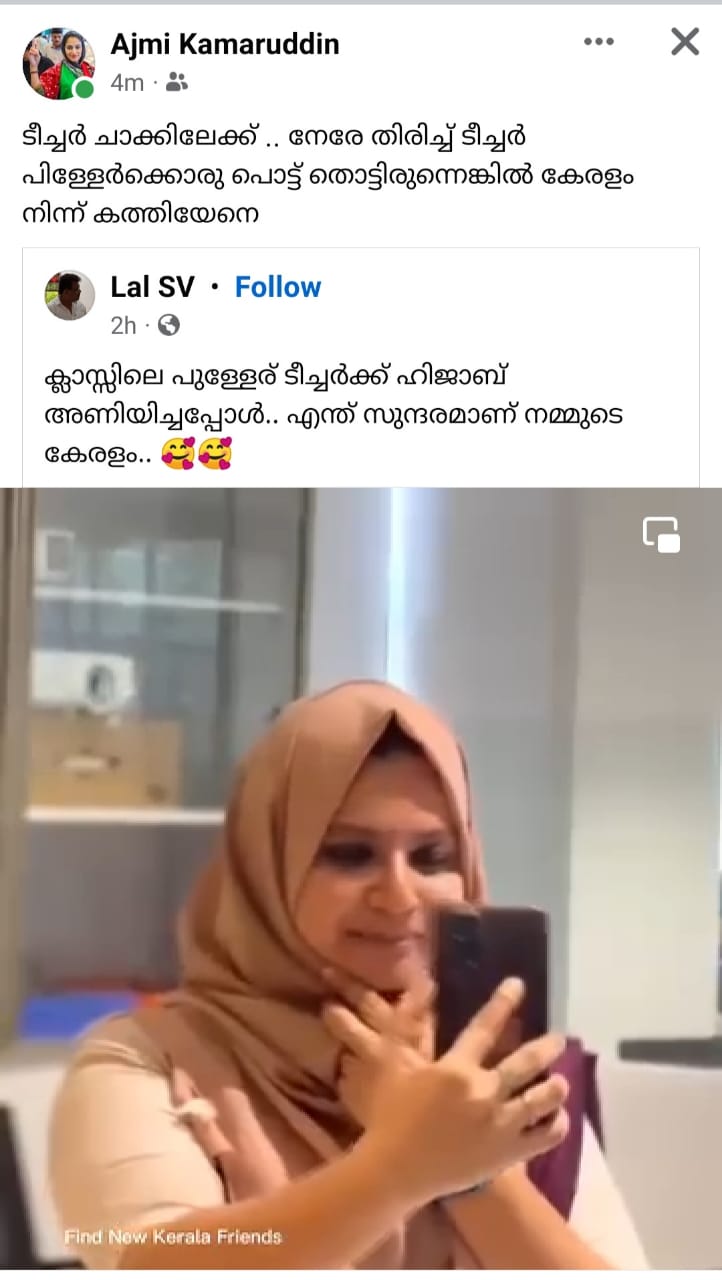 Ajmi Kamaruddin
4m
ടീച്ചർ ചാക്കിലേക്ക് .. നേരേ തിരിച്ച് ടീച്ചർ
പിള്ളേർക്കൊരു പൊട്ട് തൊട്ടിരുന്നെങ്കിൽ കേരളം
നിന്ന് കത്തിയേനെ
Lal SV • Follow
2h
ക്ലാസ്സിലെ പുള്ളേര് ടീച്ചർക്ക് ഹിജാബ്
അണിയിച്ചപ്പോൾ.. എന്ത് സുന്ദരമാണ് നമ്മുടെ
കേരളം.. 🥰🥰
Find New Kerala Friends